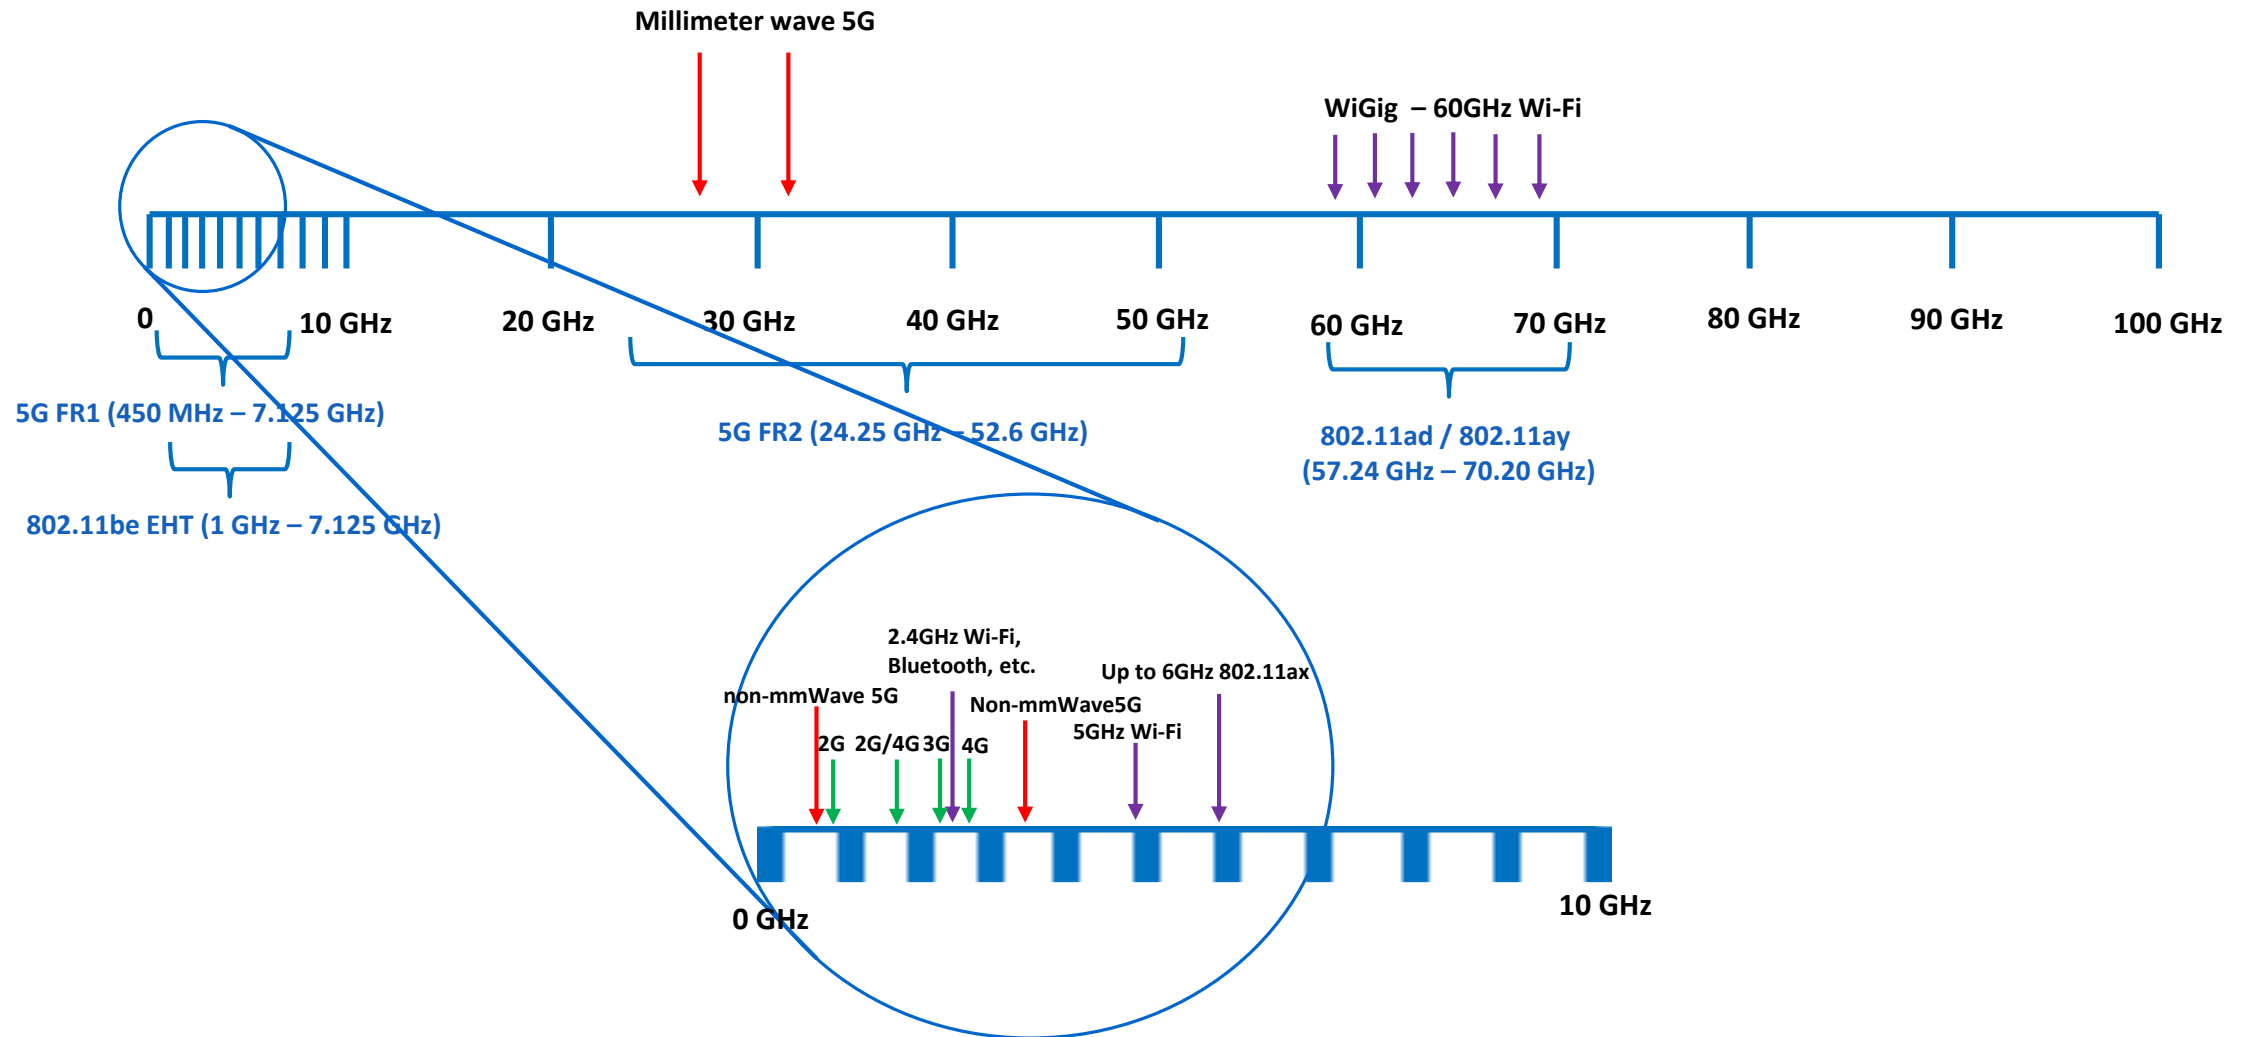 Millimeter wave 5G
WiGig – 60GHz Wi-Fi
0
10 GHz
20 GHz
30 GHz
40 GHz
50 GHz
60 GHz
70 GHz
80 GHz
90 GHz
100 GHz
5G FR1 (450 MHz – 7.125 GHz)
5G FR2 (24.25 GHz – 52.6 GHz)
802.11ad / 802.11ay
(57.24 GHz – 70.20 GHz)
802.11be EHT (1 GHz – 7.125 GHz)
2.4GHz Wi-Fi,
Bluetooth, etc.
Up to 6GHz 802.11ax
non-mmWave 5G
Non-mmWave5G
5GHz Wi-Fi
2G
2G/4G
3G
4G
0 GHz
10 GHz